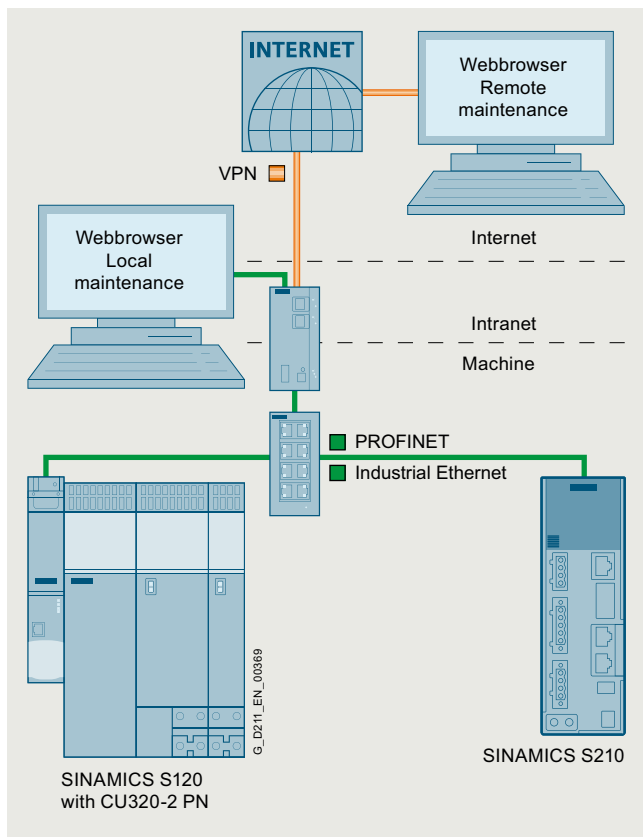 INTERNET
Webbrowser
Remote
maintenance
VPN
Webbrowser
Local
maintenance
Internet
Intranet
Machine
PROFINET
Industrial Ethernet
G_D211_EN_00369
SINAMICS S210
SINAMICS S120
with CU320-2 PN